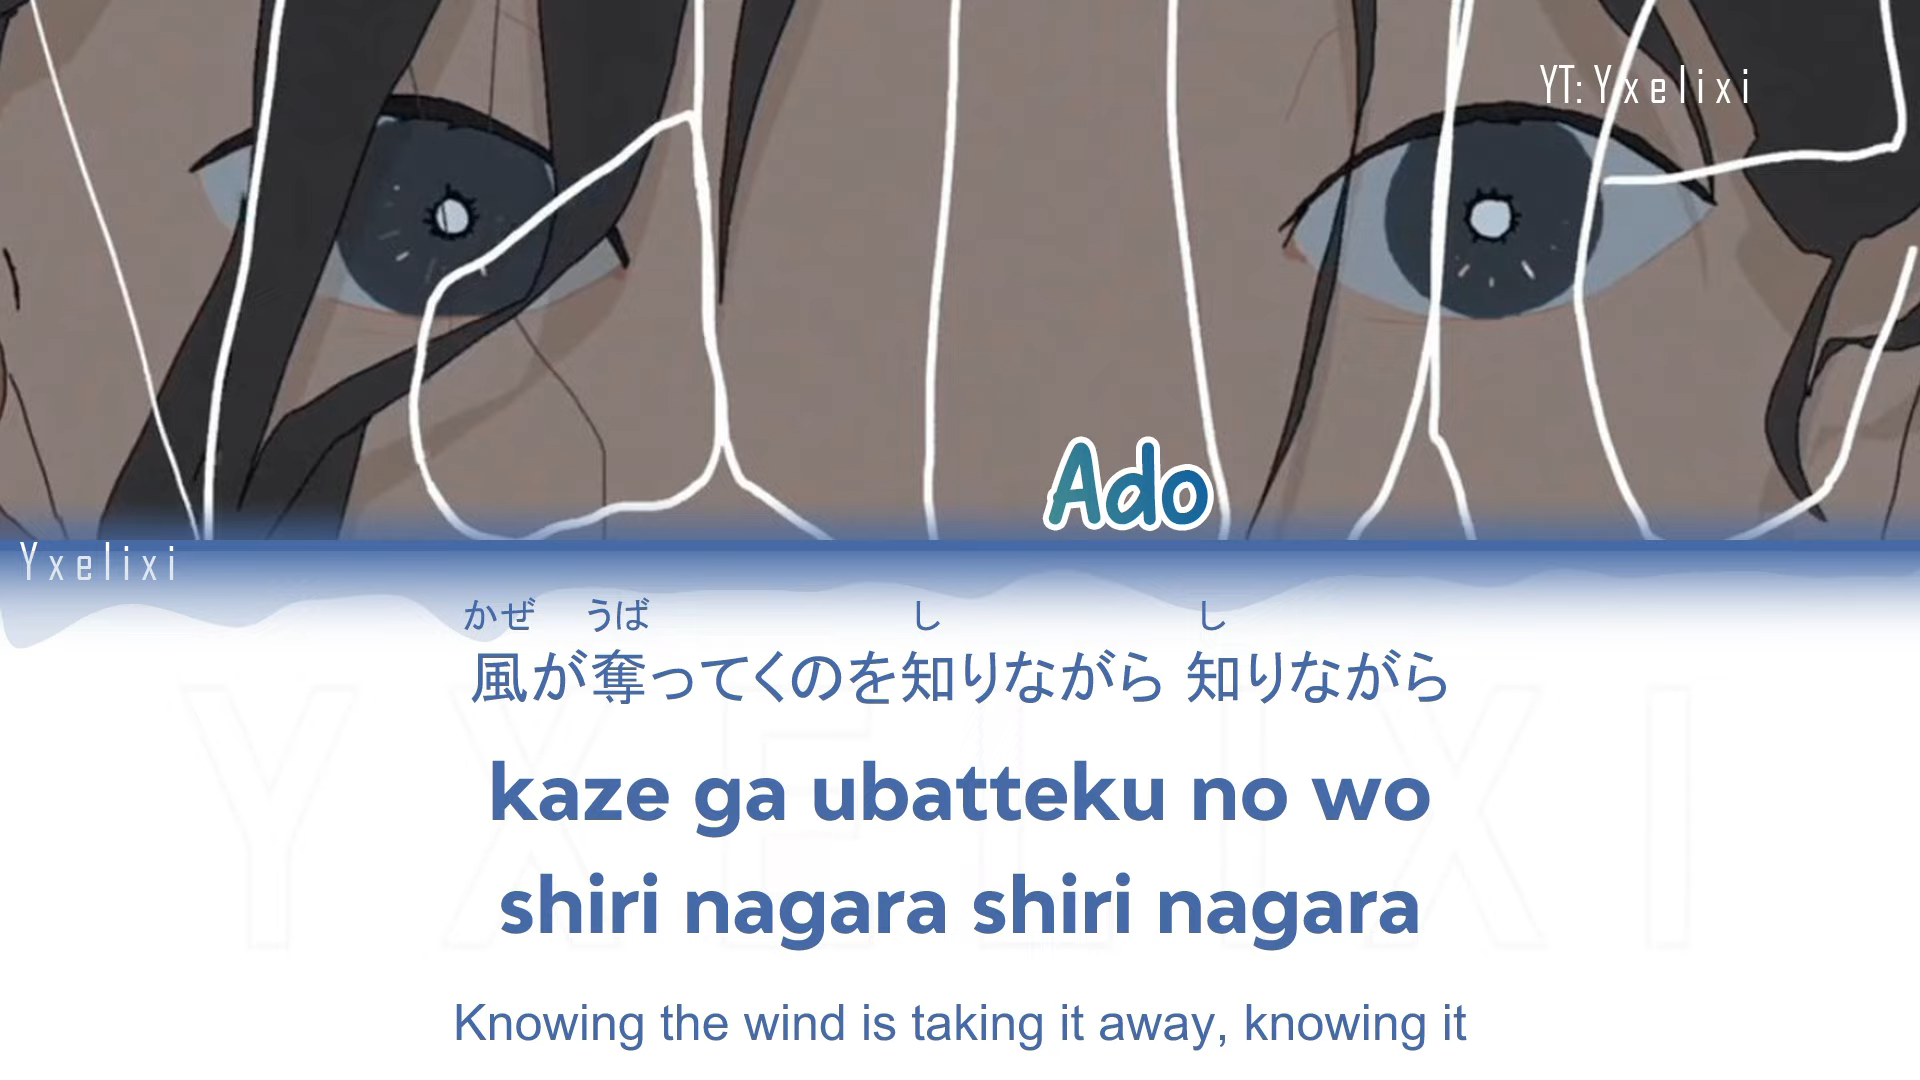 YT: Yxelixi
Ado
Yxelixi
かぜ うば し し
風が奪ってくのを知りながら 知りながら
kaze ga ubatteku no wo
shiri nagara shiri nagara
YXELIXI
Knowing the wind is taking it away, knowing it